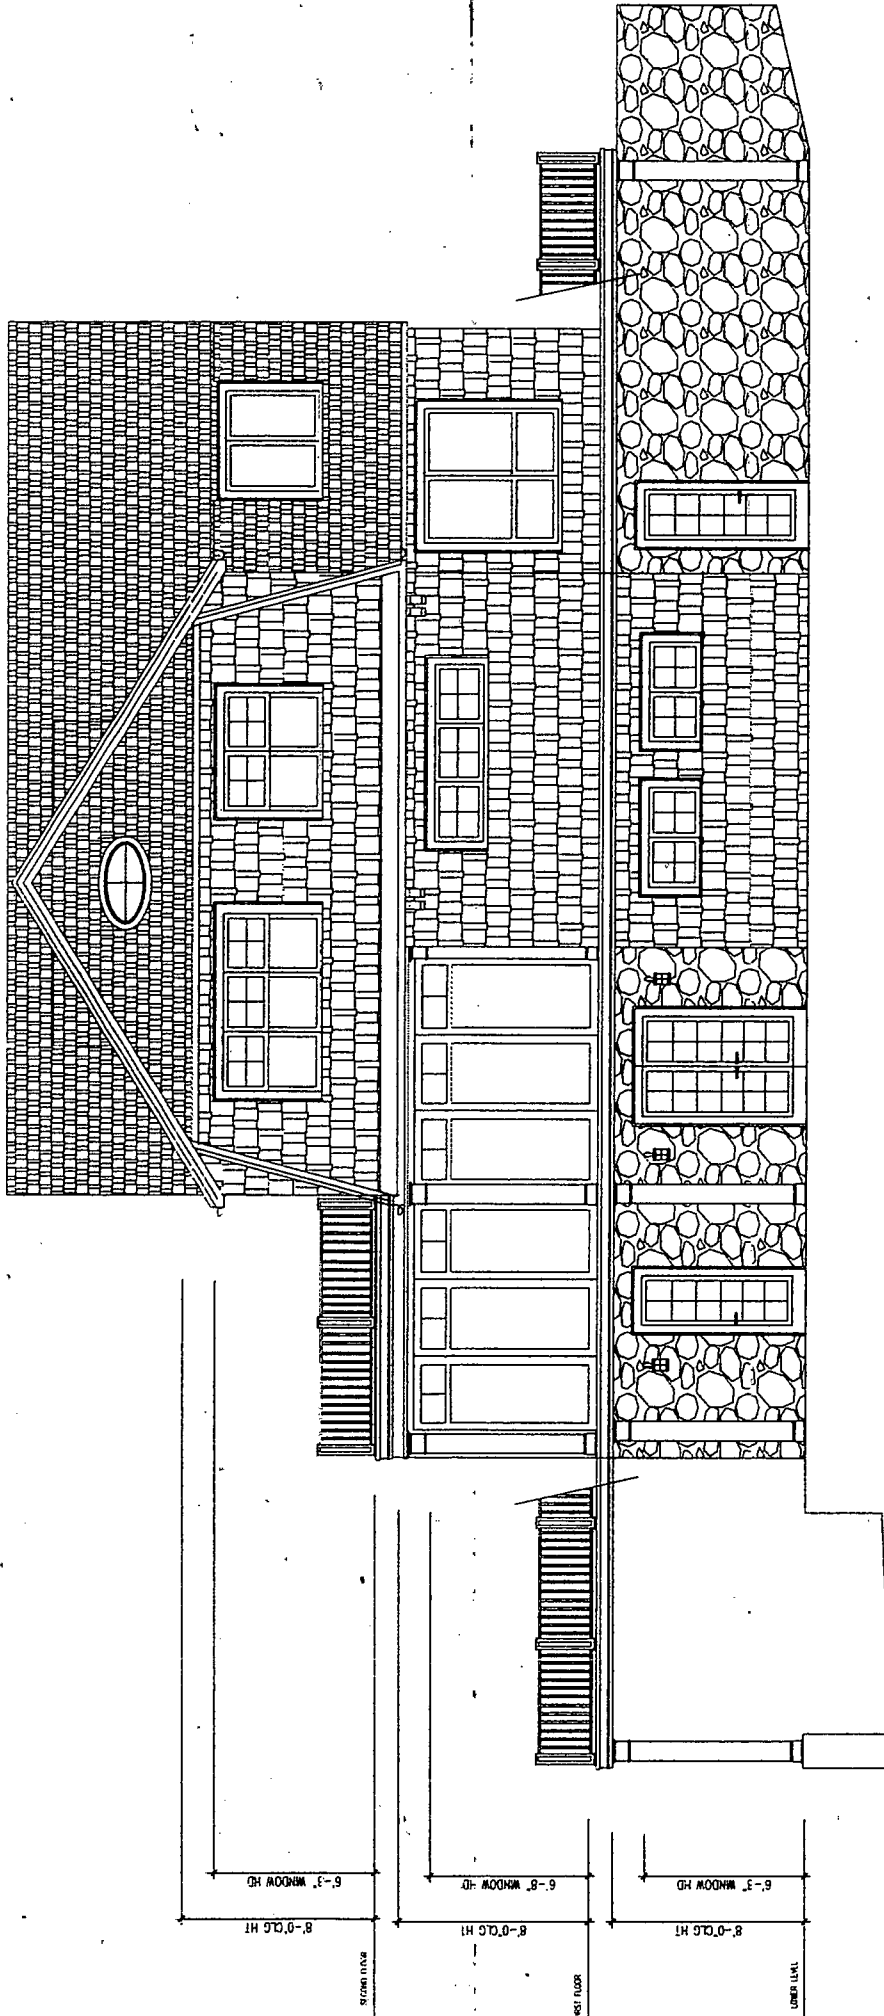 6'-3" WINDOW HD
8'-0" CLG HT
SECOND FLOOR
6'-8" WINDOW HD
8'-0" CLG HT
RST FLOOR
6'-3" WINDOW HD
8'-0" CLG HT
LOWER LEVEL